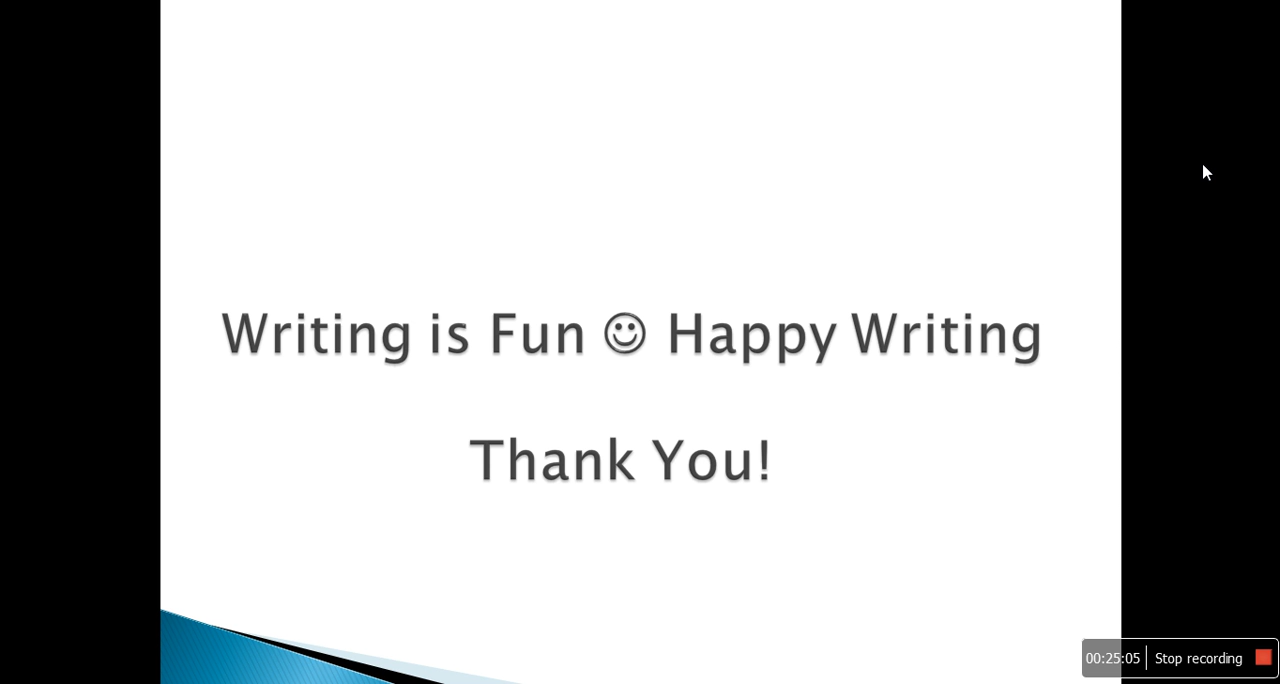 Writing is Fun ☺ Happy Writing
Thank You!
00:25:05 Stop recording